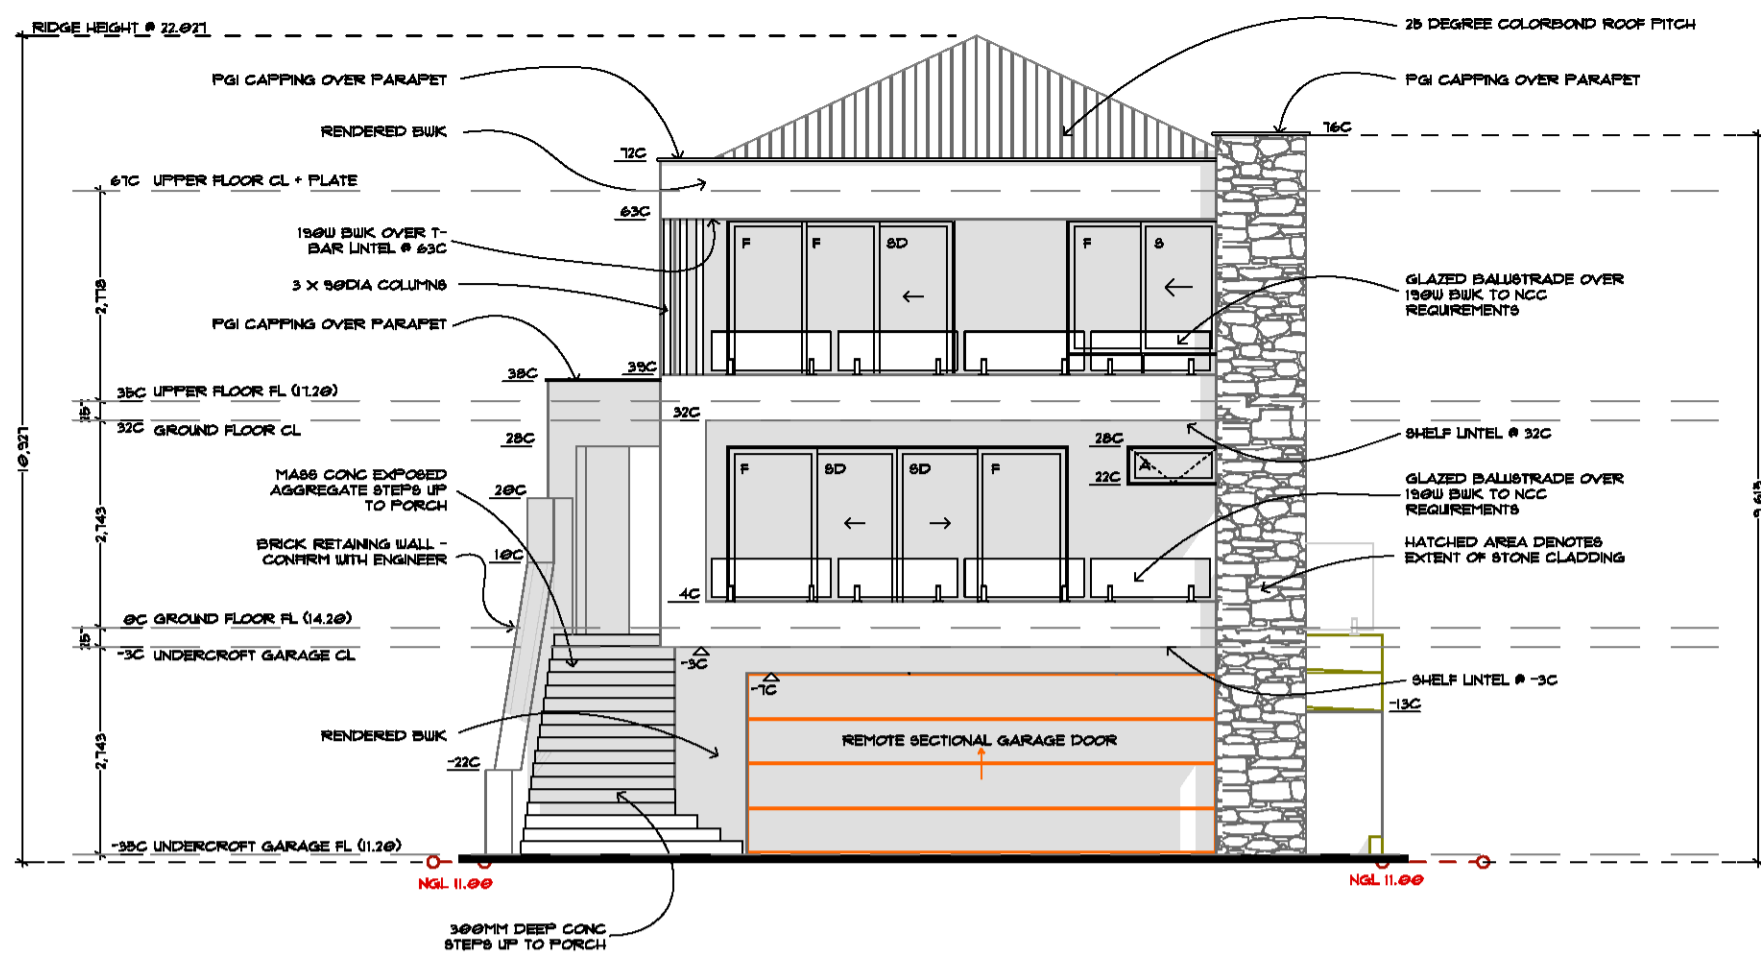 RIDGE HEIGHT @ 22.027
25 DEGREE COLORBOND ROOF PITCH
PGI CAPPING OVER PARAPET
PGI CAPPING OVER PARAPET
RENDERED BWK
76C
72C
67C UPPER FLOOR CL + PLATE
63C
190W BWK OVER T-
BAR LINTEL @ 63C
F
F
SD
F
S
3 X 90DIA COLUMNS
GLAZED BALUSTRADE OVER
190W BWK TO NCC
REQUIREMENTS
2,778
PGI CAPPING OVER PARAPET
39C
38C
35C UPPER FLOOR FL (17.20)
257
32C GROUND FLOOR CL
32C
SHELF LINTEL @ 32C
28C
28C
22C
A
F
SD
SD
F
10,927
MASS CONC EXPOSED
AGGREGATE STEPS UP
TO PORCH
20C
GLAZED BALUSTRADE OVER
190W BWK TO NCC
REQUIREMENTS
2,743
BRICK RETAINING WALL -
CONFIRM WITH ENGINEER
10C
HATCHED AREA DENOTES
EXTENT OF STONE CLADDING
4C
0C GROUND FLOOR FL (14.20)
257
-3C UNDERCROFT GARAGE CL
-3C
-7C
SHELF LINTEL @ -3C
-13C
RENDERED BWK
REMOTE SECTIONAL GARAGE DOOR
2,743
-22C
-35C UNDERCROFT GARAGE FL (11.20)
NGL 11.00
NGL 11.00
300MM DEEP CONC
STEPS UP TO PORCH